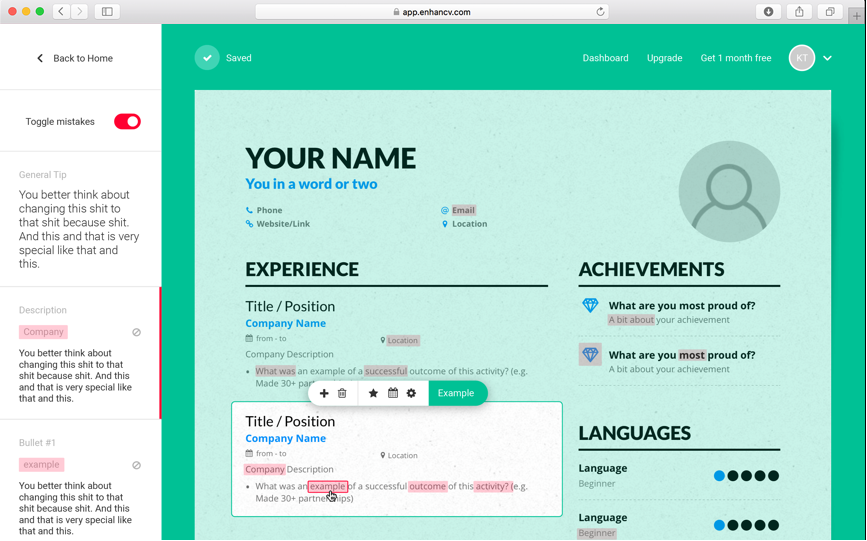 app.enhancv.com
Back to Home
Saved
Dashboard
Upgrade
Get 1 month free
KT
Toggle mistakes
General Tip
You better think about
changing this shit to
that shit because shit.
And this and that is very
special like that and
this.
Description
Company
You better think about
changing this shit to that
shit because shit. And this
and that is very special like
that and this.
Bullet #1
example
You better think about
changing this shit to that
shit because shit. And this
and that is very special like
that and this.
YOUR NAME
You in a word or two
Phone
@ Email
Website/Link
Location
EXPERIENCE
Title / Position
Company Name
from - to
Location
Company Description
• What was an example of a successful outcome of this activity? (e.g.
Made 30+
Example
Title / Position
Company Name
from - to
Location
Company Description
• What was an example of a successful outcome of this activity? (e.g.
Made 30+ partnerships)
ACHIEVEMENTS
What are you most proud of?
A bit about your achievement
What are you most proud of?
A bit about your achievement
LANGUAGES
Language
Beginner
Language
Beginner